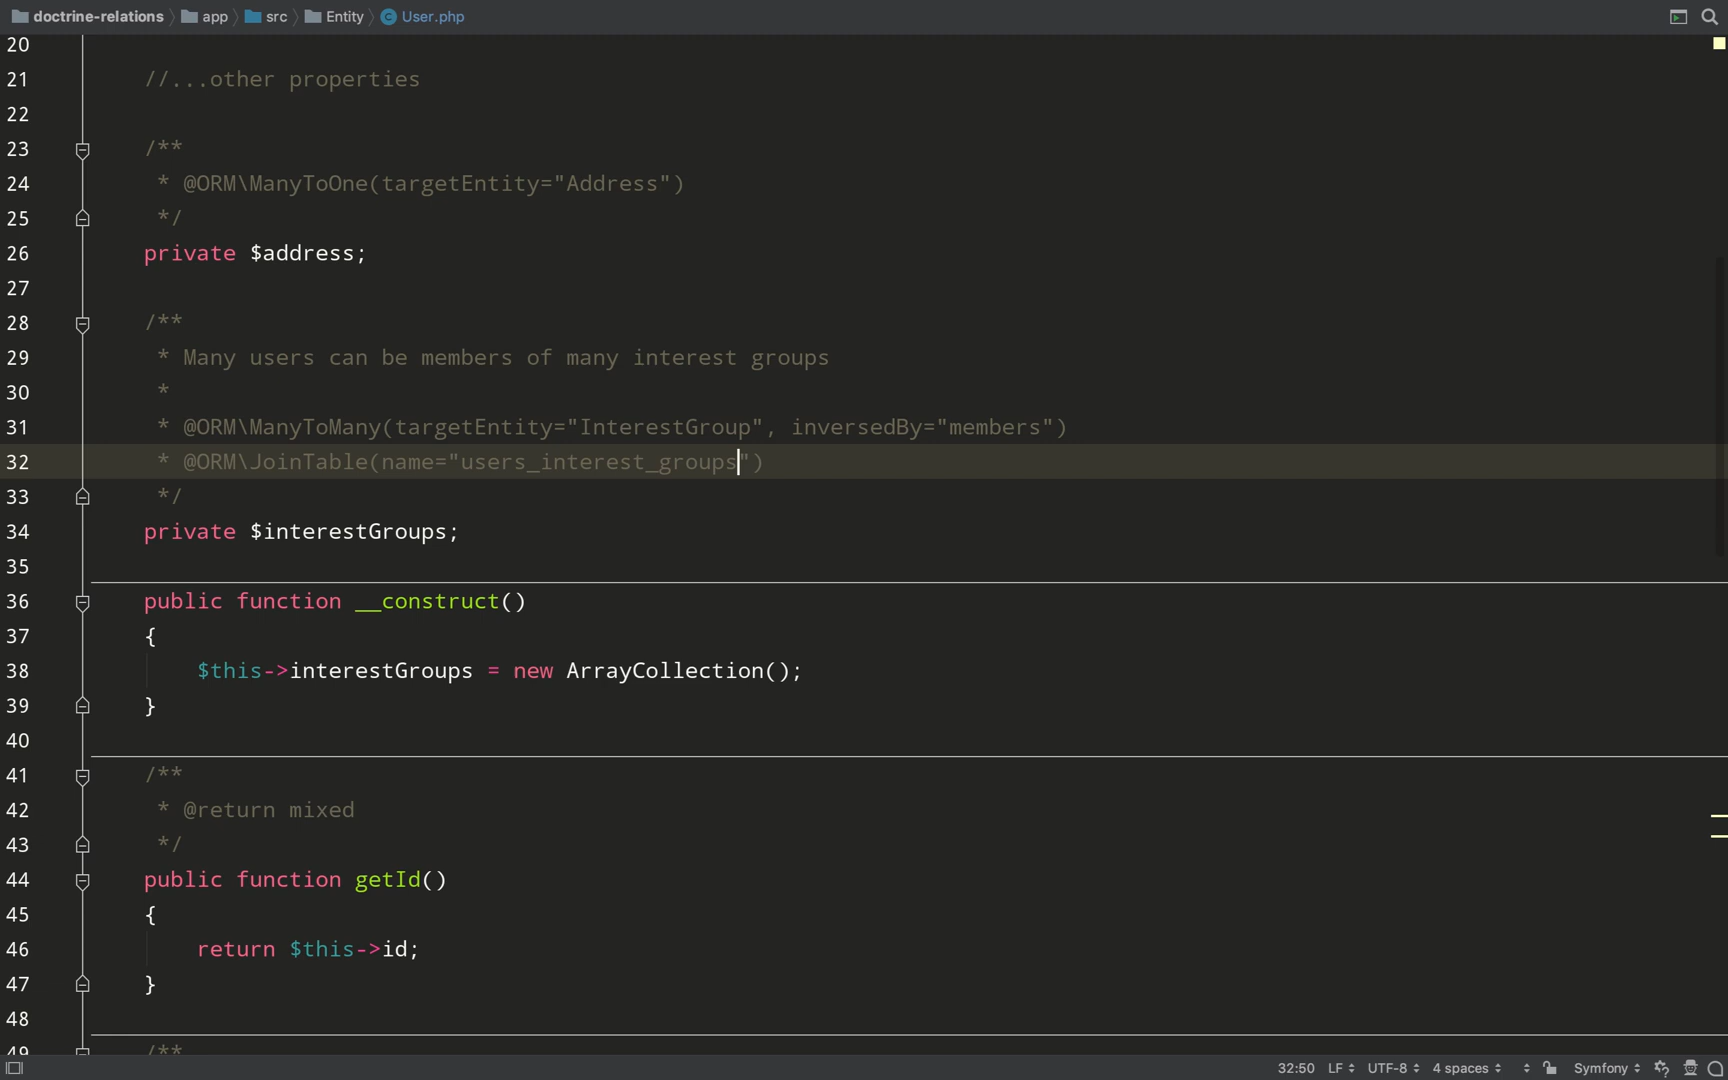 doctrine-relations app src Entity User.php
20
21 //...other properties
22
23 /**
24 * @ORM\ManyToOne(targetEntity="Address")
25 */
26 private $address;
27
28 /**
29 * Many users can be members of many interest groups
30 *
31 * @ORM\ManyToMany(targetEntity="InterestGroup", inversedBy="members")
32 * @ORM\JoinTable(name="users_interest_groups")
33 */
34 private $interestGroups;
35
36 public function __construct()
37 {
38 $this->interestGroups = new ArrayCollection();
39 }
40
41 /**
42 * @return mixed
43 */
44 public function getId()
45 {
46 return $this->id;
47 }
48
49 /**
32:50 LF UTF-8 4 spaces Symfony